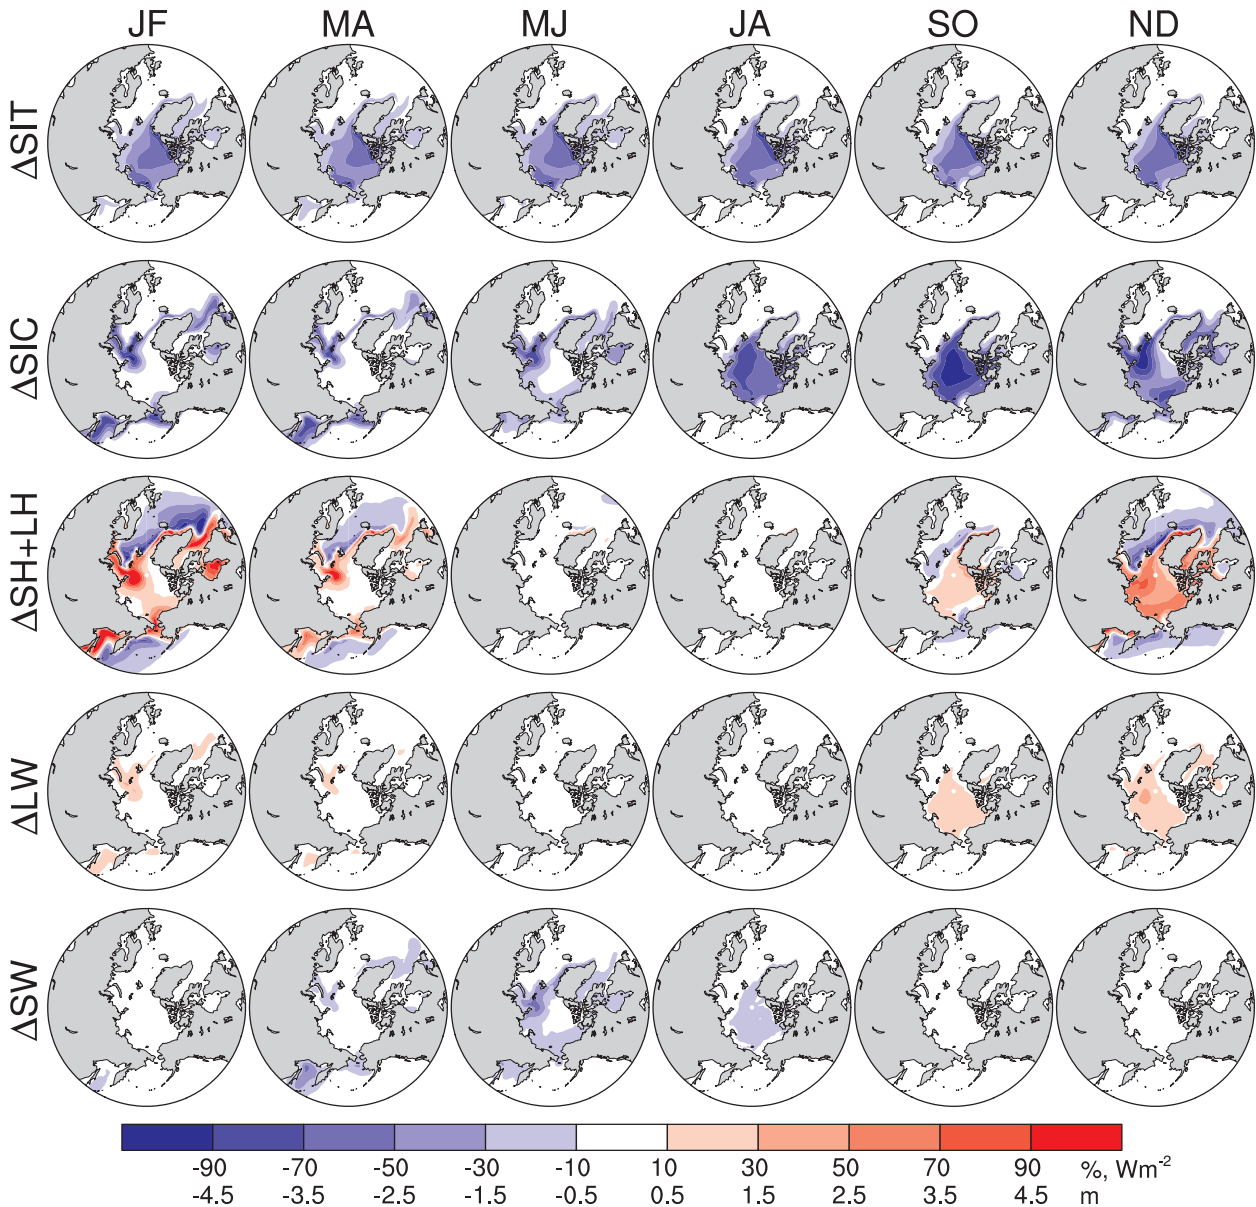 JF MA MJ JA SO ND
ΔSIT
ΔSIC
ΔSH+LH
ΔLW
ΔSW
-90 -70 -50 -30 -10 10 30 50 70 90 %, Wm⁻²
-4.5 -3.5 -2.5 -1.5 -0.5 0.5 1.5 2.5 3.5 4.5 m